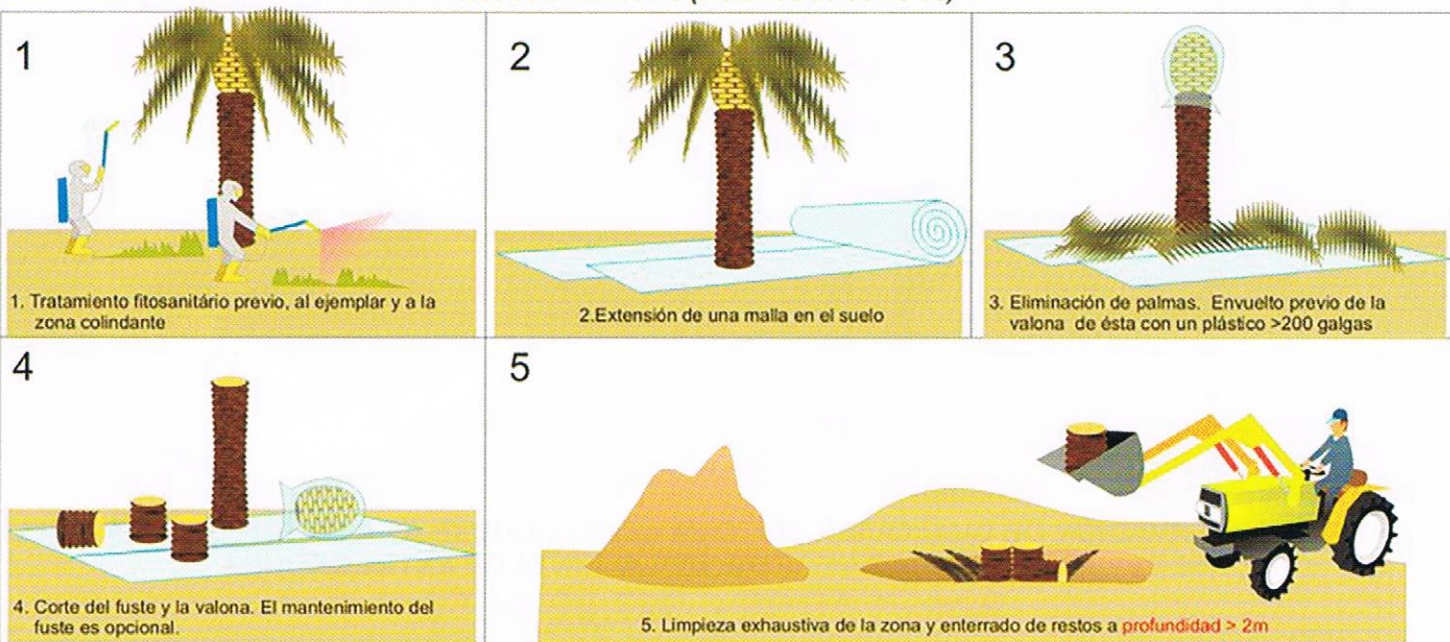 1
1. Tratamiento fitosanitário previo, al ejemplar y a la
zona colindante
2
2.Extensión de una malla en el suelo
3
3. Eliminación de palmas. Envuelto previo de la
valona de ésta con un plástico >200 galgas
4
4. Corte del fuste y la valona. El mantenimiento del
fuste es opcional.
5
5. Limpieza exhaustiva de la zona y enterrado de restos a profundidad > 2m